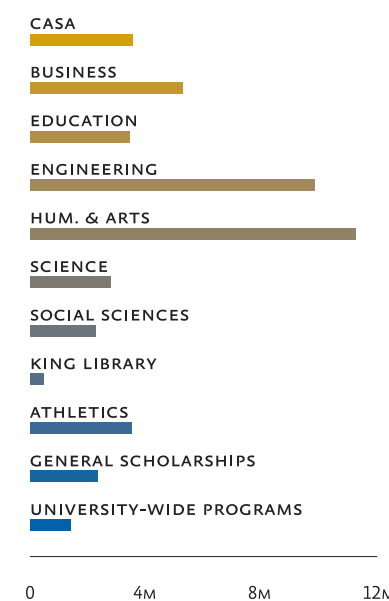 CASA
BUSINESS
EDUCATION
ENGINEERING
HUM. & ARTS
SCIENCE
SOCIAL SCIENCES
KING LIBRARY
ATHLETICS
GENERAL SCHOLARSHIPS
UNIVERSITY-WIDE PROGRAMS
0 4M 8M 12M